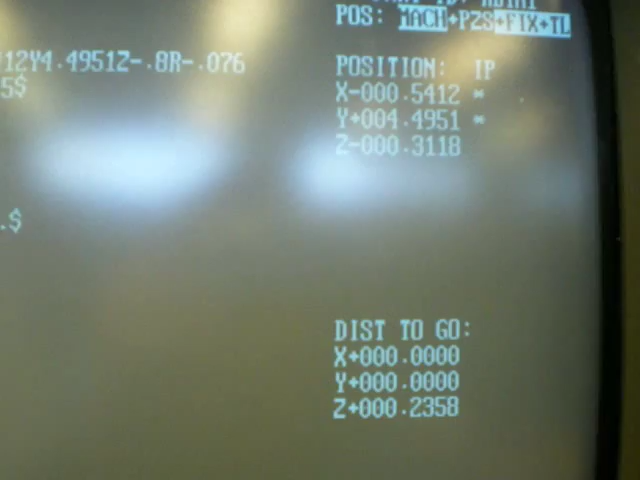 POS: MACH+PZS+FIX+TL
12Y4.4951Z-.8R-.076
5$
POSITION: IP
X-000.5412 *
Y+004.4951 *
Z-000.3118
.$
DIST TO GO:
X+000.0000
Y+000.0000
Z+000.2358